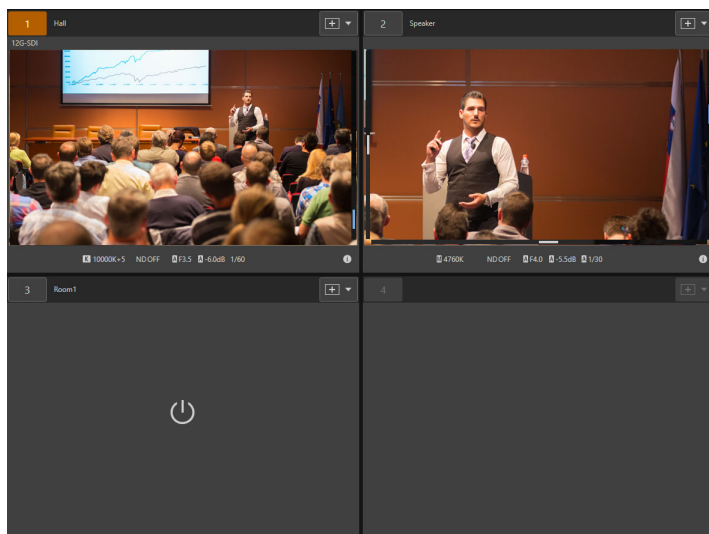 1 Hall
2 Speaker
12G-SDI
K 10000K+5 ND OFF A F3.5 A -6.0dB 1/60
M 4760K ND OFF A F4.0 A -5.5dB A 1/30
3 Room1
4